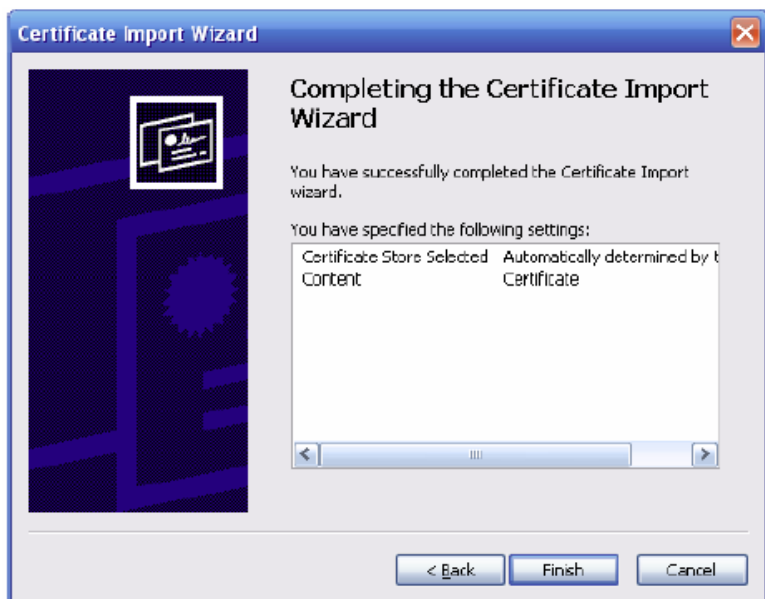 Certificate Import Wizard
Completing the Certificate Import
Wizard
You have successfully completed the Certificate Import
wizard.
You have specified the following settings:
Certificate Store Selected Automatically determined by t
Content Certificate
< Back Finish Cancel